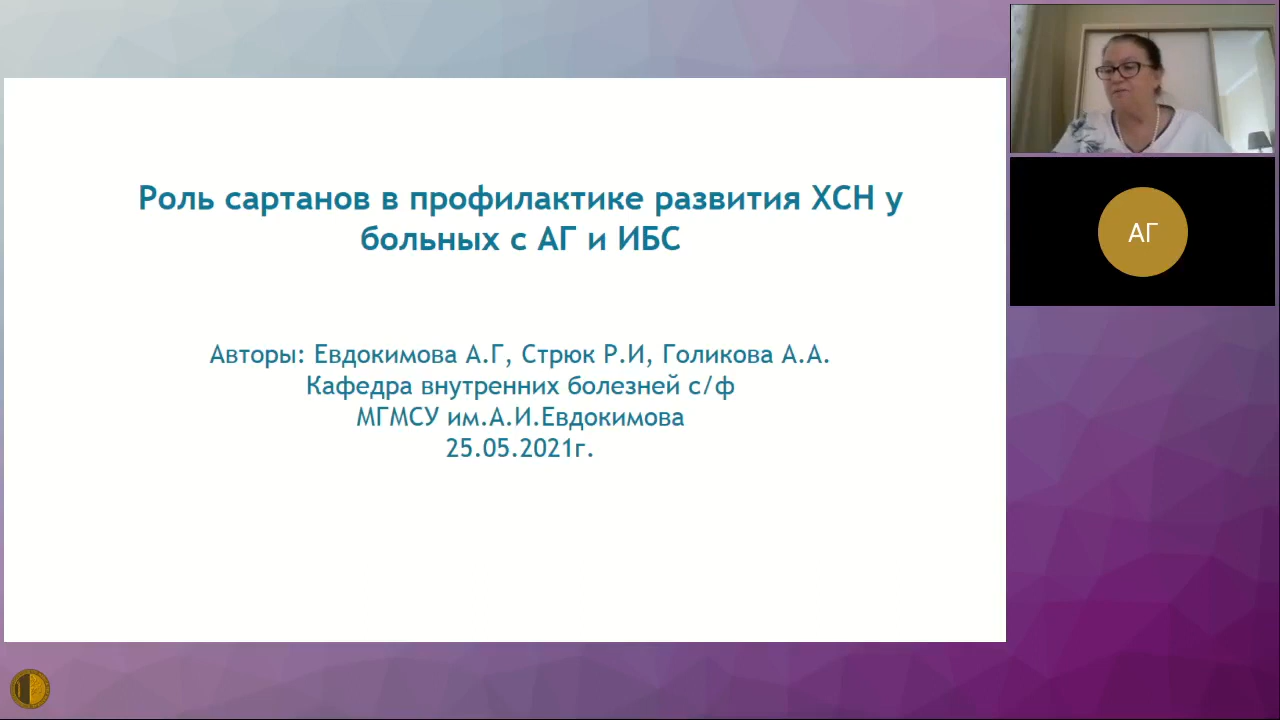 Роль сартанов в профилактике развития ХСН у
больных с АГ и ИБС
Авторы: Евдокимова А.Г, Стрюк Р.И, Голикова А.А.
Кафедра внутренних болезней с/ф
МГМСУ им.А.И.Евдокимова
25.05.2021г.
АГ